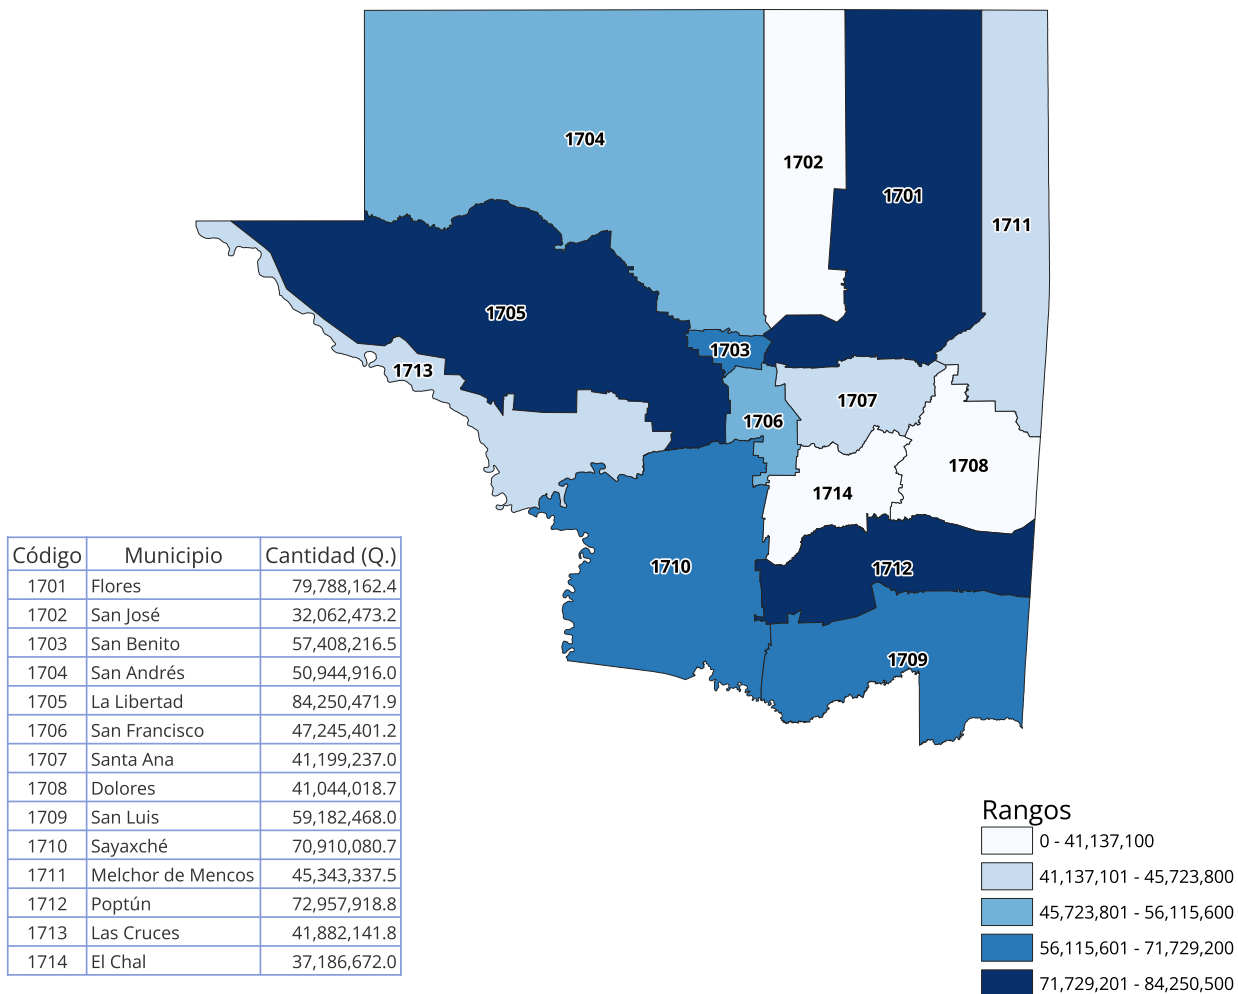 1704
1702
1701
1711
1705
1703
1713
1707
1706
1708
1714
1710
1712
1709
Código Municipio Cantidad (Q.)
1701 Flores 79,788,162.4
1702 San José 32,062,473.2
1703 San Benito 57,408,216.5
1704 San Andrés 50,944,916.0
1705 La Libertad 84,250,471.9
1706 San Francisco 47,245,401.2
1707 Santa Ana 41,199,237.0
1708 Dolores 41,044,018.7
1709 San Luis 59,182,468.0
1710 Sayaxché 70,910,080.7
1711 Melchor de Mencos 45,343,337.5
1712 Poptún 72,957,918.8
1713 Las Cruces 41,882,141.8
1714 El Chal 37,186,672.0
Rangos
0 - 41,137,100
41,137,101 - 45,723,800
45,723,801 - 56,115,600
56,115,601 - 71,729,200
71,729,201 - 84,250,500